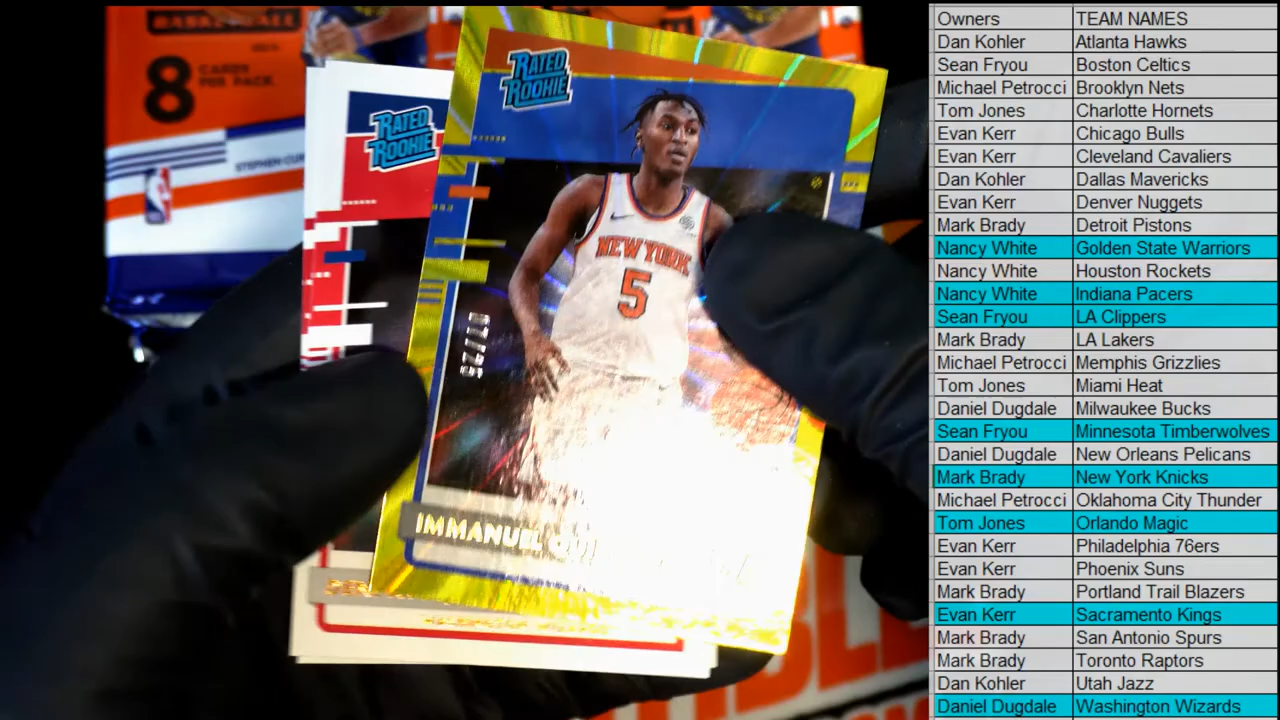 BASKETBALL
8 CARDS
PER PACK
STEPHEN CUR
RATED
ROOKIE
RATED
ROOKIE
NEW YORK
5
IMMANUEL QUI
Owners TEAM NAMES
Dan Kohler Atlanta Hawks
Sean Fryou Boston Celtics
Michael Petrocci Brooklyn Nets
Tom Jones Charlotte Hornets
Evan Kerr Chicago Bulls
Evan Kerr Cleveland Cavaliers
Dan Kohler Dallas Mavericks
Evan Kerr Denver Nuggets
Mark Brady Detroit Pistons
Nancy White Golden State Warriors
Nancy White Houston Rockets
Nancy White Indiana Pacers
Sean Fryou LA Clippers
Mark Brady LA Lakers
Michael Petrocci Memphis Grizzlies
Tom Jones Miami Heat
Daniel Dugdale Milwaukee Bucks
Sean Fryou Minnesota Timberwolves
Daniel Dugdale New Orleans Pelicans
Mark Brady New York Knicks
Michael Petrocci Oklahoma City Thunder
Tom Jones Orlando Magic
Evan Kerr Philadelphia 76ers
Evan Kerr Phoenix Suns
Mark Brady Portland Trail Blazers
Evan Kerr Sacramento Kings
Mark Brady San Antonio Spurs
Mark Brady Toronto Raptors
Dan Kohler Utah Jazz
Daniel Dugdale Washington Wizards